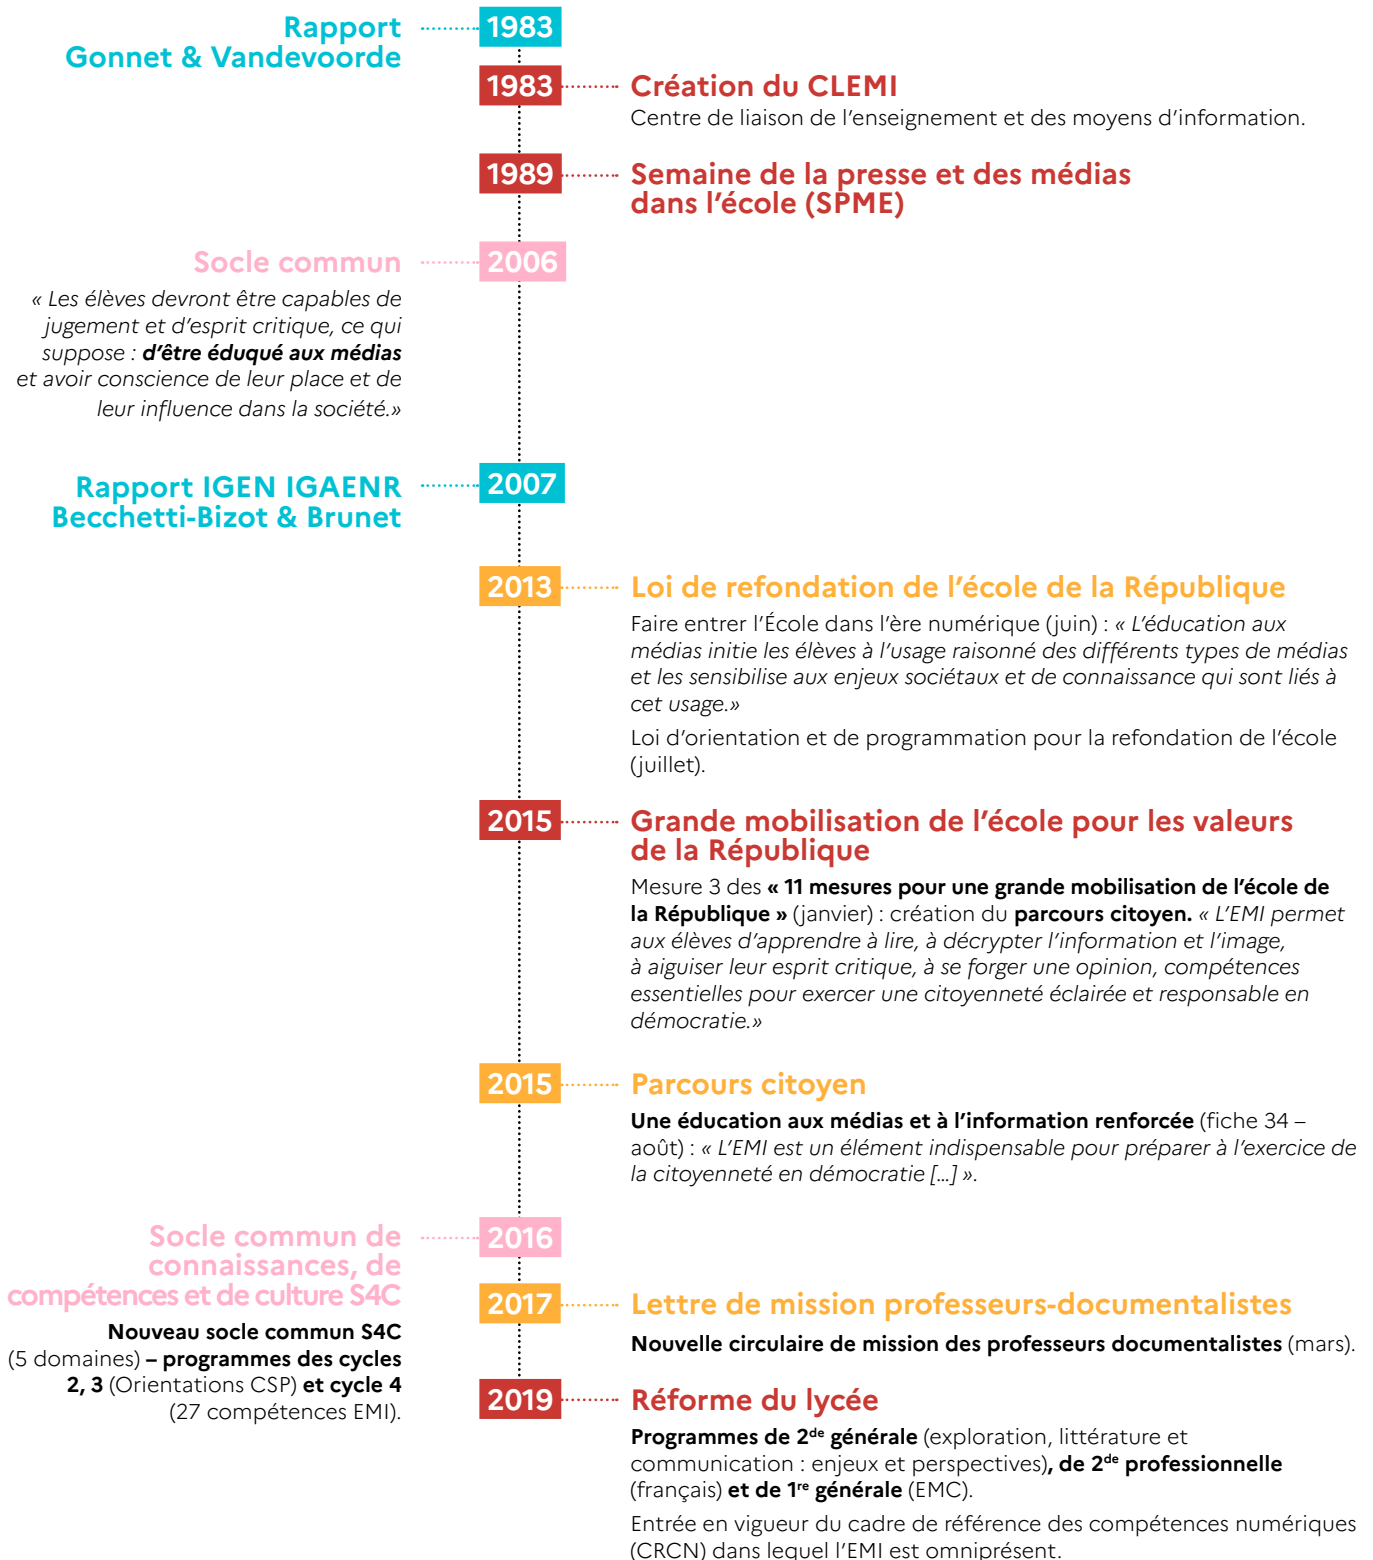 Rapport
Gonnet & Vandevoorde
1983
1983
Création du CLEMI
Centre de liaison de l’enseignement et des moyens d’information.
1989
Semaine de la presse et des médias
dans l’école (SPME)
Socle commun
2006
« Les élèves devront être capables de
jugement et d’esprit critique, ce qui
suppose : d’être éduqué aux médias
et avoir conscience de leur place et de
leur influence dans la société.»
Rapport IGEN IGAENR
Becchetti-Bizot & Brunet
2007
2013
Loi de refondation de l’école de la République
Faire entrer l’École dans l’ère numérique (juin) : « L’éducation aux
médias initie les élèves à l’usage raisonné des différents types de médias
et les sensibilise aux enjeux sociétaux et de connaissance qui sont liés à
cet usage.»
Loi d’orientation et de programmation pour la refondation de l’école
(juillet).
2015
Grande mobilisation de l’école pour les valeurs
de la République
Mesure 3 des « 11 mesures pour une grande mobilisation de l’école de
la République » (janvier) : création du parcours citoyen. « L’EMI permet
aux élèves d’apprendre à lire, à décrypter l’information et l’image,
à aiguiser leur esprit critique, à se forger une opinion, compétences
essentielles pour exercer une citoyenneté éclairée et responsable en
démocratie.»
2015
Parcours citoyen
Une éducation aux médias et à l’information renforcée (fiche 34 –
août) : « L’EMI est un élément indispensable pour préparer à l’exercice de
la citoyenneté en démocratie […] ».
Socle commun de
connaissances, de
compétences et de culture S4C
2016
Nouveau socle commun S4C
(5 domaines) – programmes des cycles
2, 3 (Orientations CSP) et cycle 4
(27 compétences EMI).
2017
Lettre de mission professeurs-documentalistes
Nouvelle circulaire de mission des professeurs documentalistes (mars).
2019
Réforme du lycée
Programmes de 2de générale (exploration, littérature et
communication : enjeux et perspectives), de 2de professionnelle
(français) et de 1re générale (EMC).
Entrée en vigueur du cadre de référence des compétences numériques
(CRCN) dans lequel l’EMI est omniprésent.